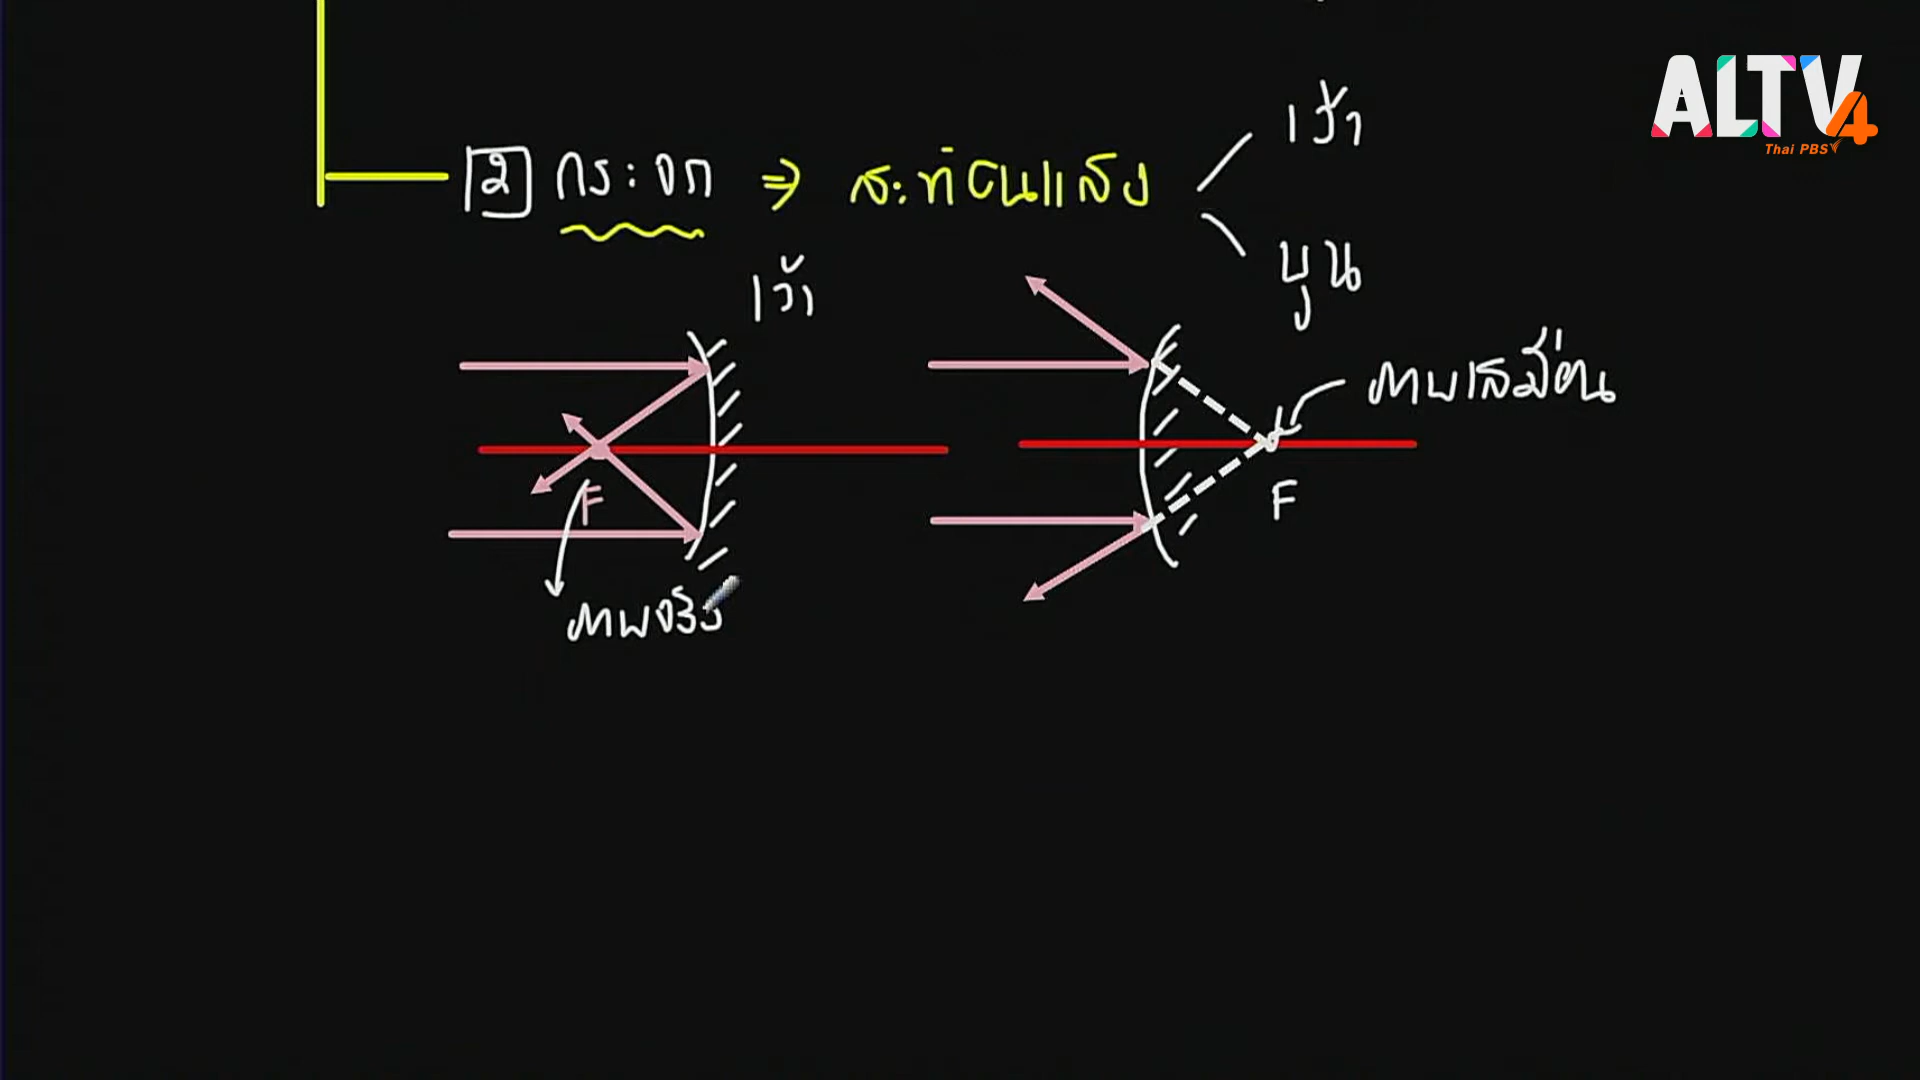 ALTV4
Thai PBS
2 กระจก ⇒ สะท้อนแสง
เว้า
นูน
เว้า
ภาพเสมือน
F
F
ภาพจริง